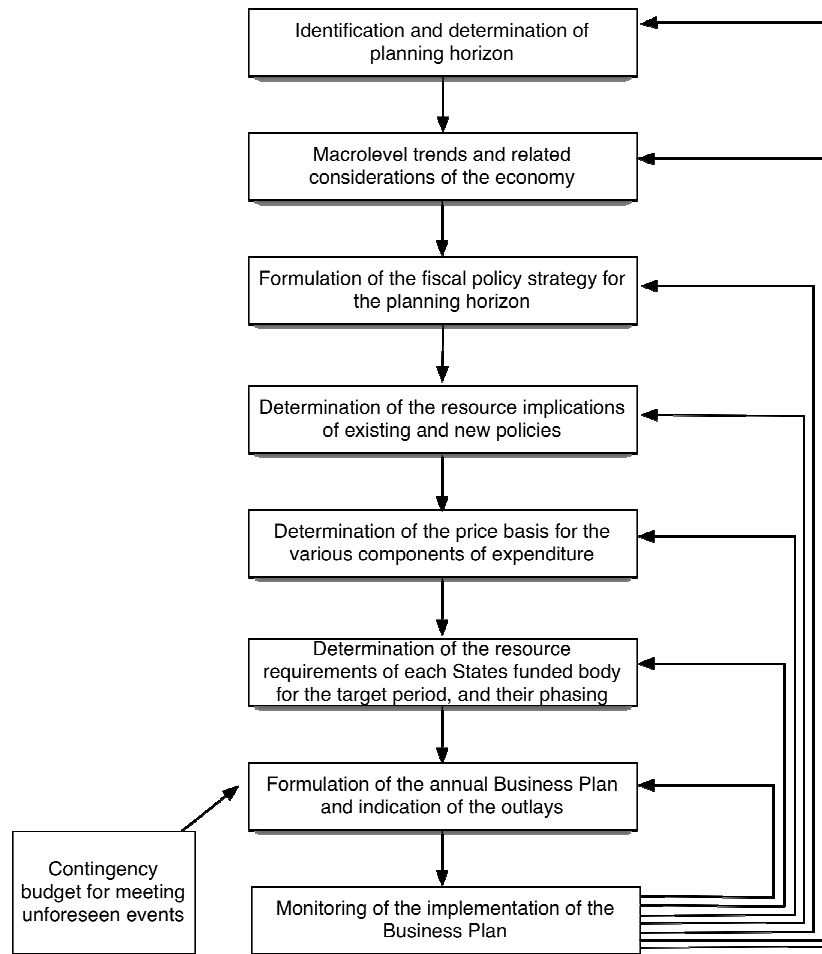 Identification and determination of
planning horizon
Macrolevel trends and related
considerations of the economy
Formulation of the fiscal policy strategy for
the planning horizon
Determination of the resource implications
of existing and new policies
Determination of the price basis for the
various components of expenditure
Determination of the resource
requirements of each States funded body
for the target period, and their phasing
Formulation of the annual Business Plan
and indication of the outlays
Contingency
budget for meeting
unforeseen events
Monitoring of the implementation of the
Business Plan